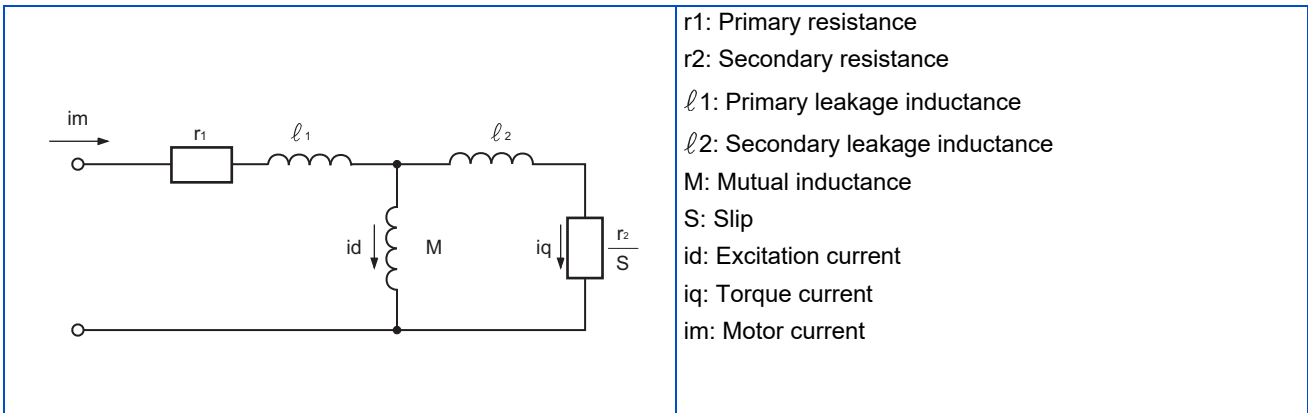 im
r1
ℓ1
ℓ2
id
M
iq
r2
S
r1: Primary resistance
r2: Secondary resistance
ℓ1: Primary leakage inductance
ℓ2: Secondary leakage inductance
M: Mutual inductance
S: Slip
id: Excitation current
iq: Torque current
im: Motor current